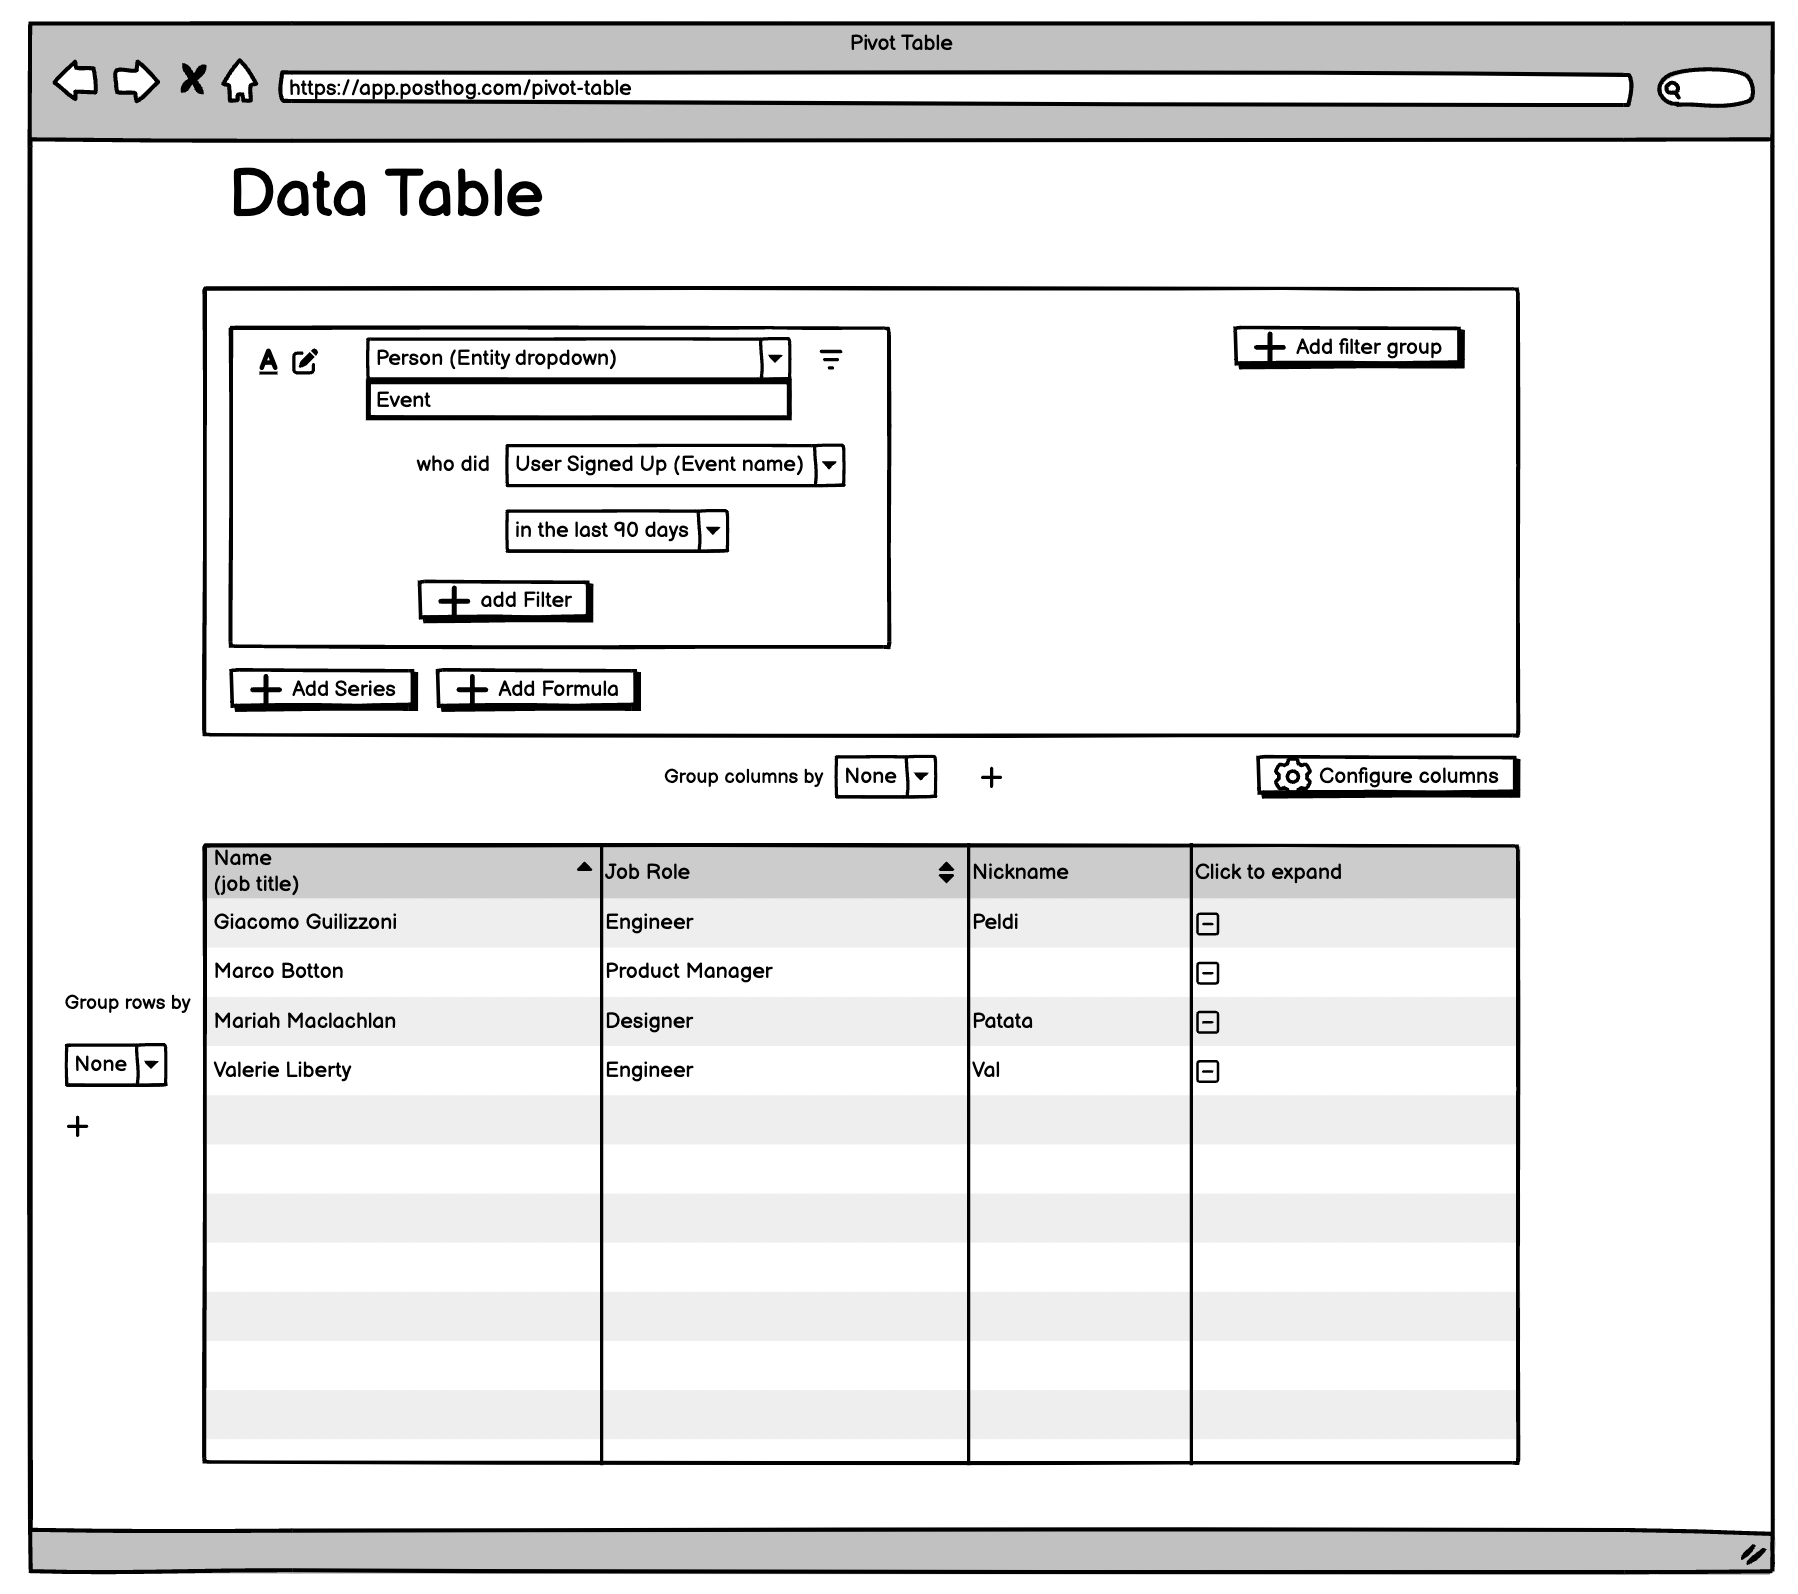 Pivot Table
https://app.posthog.com/pivot-table
Data Table
A
Person (Entity dropdown)
Add filter group
Event
who did
User Signed Up (Event name)
in the last 90 days
add Filter
Add Series
Add Formula
Group columns by
None
Configure columns
Name
(job title)
Job Role
Nickname
Click to expand
Giacomo Guilizzoni
Engineer
Peldi
Marco Botton
Product Manager
Group rows by
Mariah Maclachlan
Designer
Patata
None
Valerie Liberty
Engineer
Val